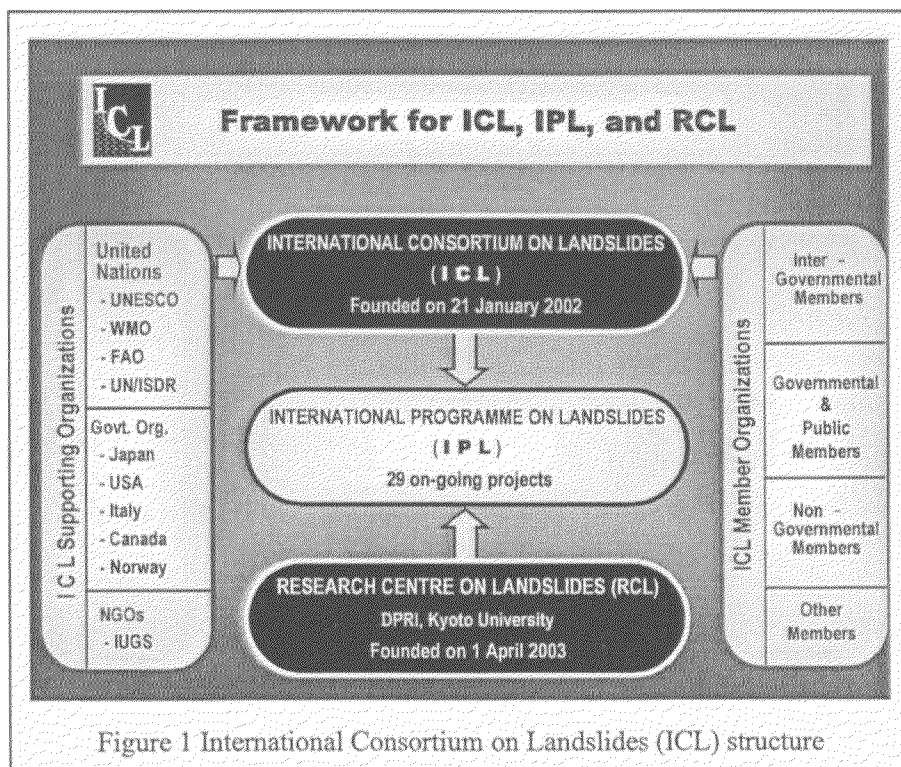 ICL
Framework for ICL, IPL, and RCL
ICL Supporting Organizations
United
Nations
- UNESCO
- WMO
- FAO
- UN/ISDR
Govt. Org.
- Japan
- USA
- Italy
- Canada
- Norway
NGOs
- IUGS
INTERNATIONAL CONSORTIUM ON LANDSLIDES
(ICL)
Founded on 21 January 2002
INTERNATIONAL PROGRAMME ON LANDSLIDES
(IPL)
29 on-going projects
RESEARCH CENTRE ON LANDSLIDES (RCL)
DPRI, Kyoto University
Founded on 1 April 2003
ICL Member Organizations
Inter -
Governmental
Members
Governmental
&
Public
Members
Non -
Governmental
Members
Other
Members
Figure 1 International Consortium on Landslides (ICL) structure